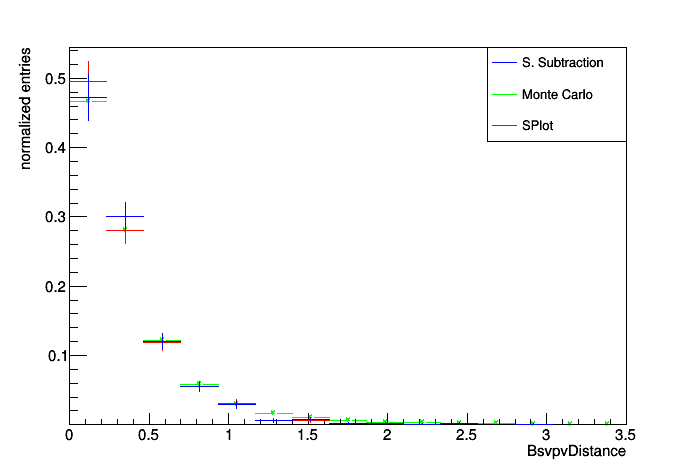 normalized entries
0.5
0.4
0.3
0.2
0.1
S. Subtraction
Monte Carlo
SPlot
0 0.5 1 1.5 2 2.5 3 3.5
BsvpvDistance